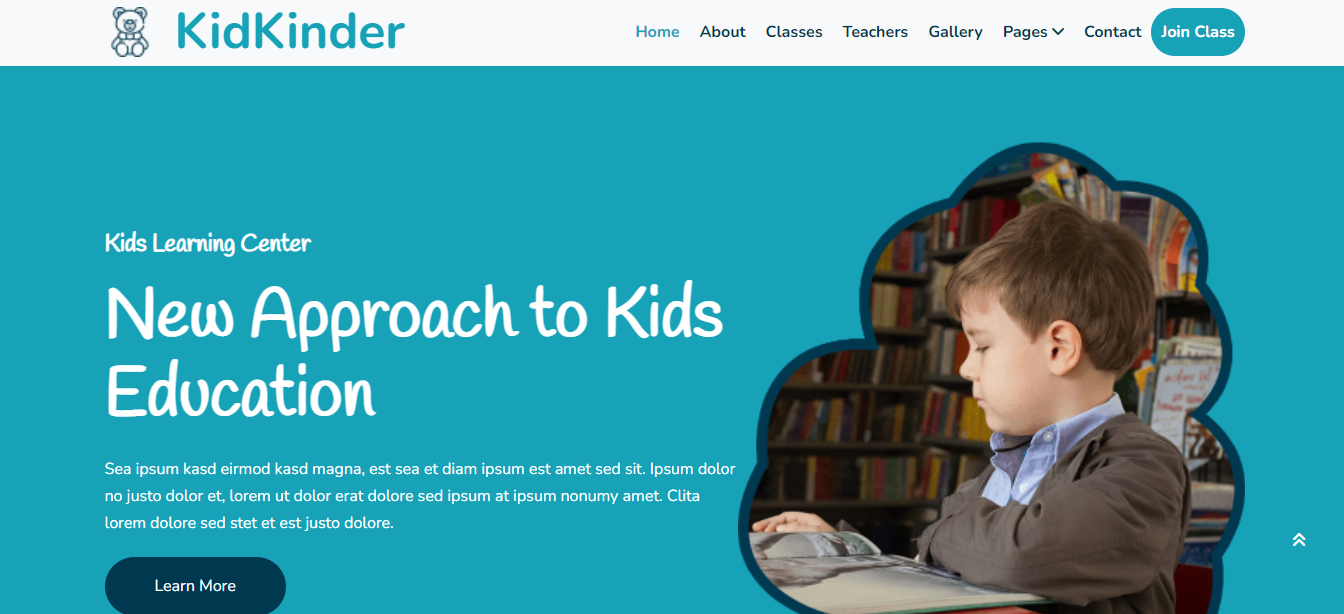 KidKinder
Home About Classes Teachers Gallery Pages Contact Join Class
Kids Learning Center
New Approach to Kids
Education
Sea ipsum kasd eirmod kasd magna, est sea et diam ipsum est amet sed sit. Ipsum dolor
no justo dolor et, lorem ut dolor erat dolore sed ipsum at ipsum nonumy amet. Clita
lorem dolore sed stet et est justo dolore.
Learn More